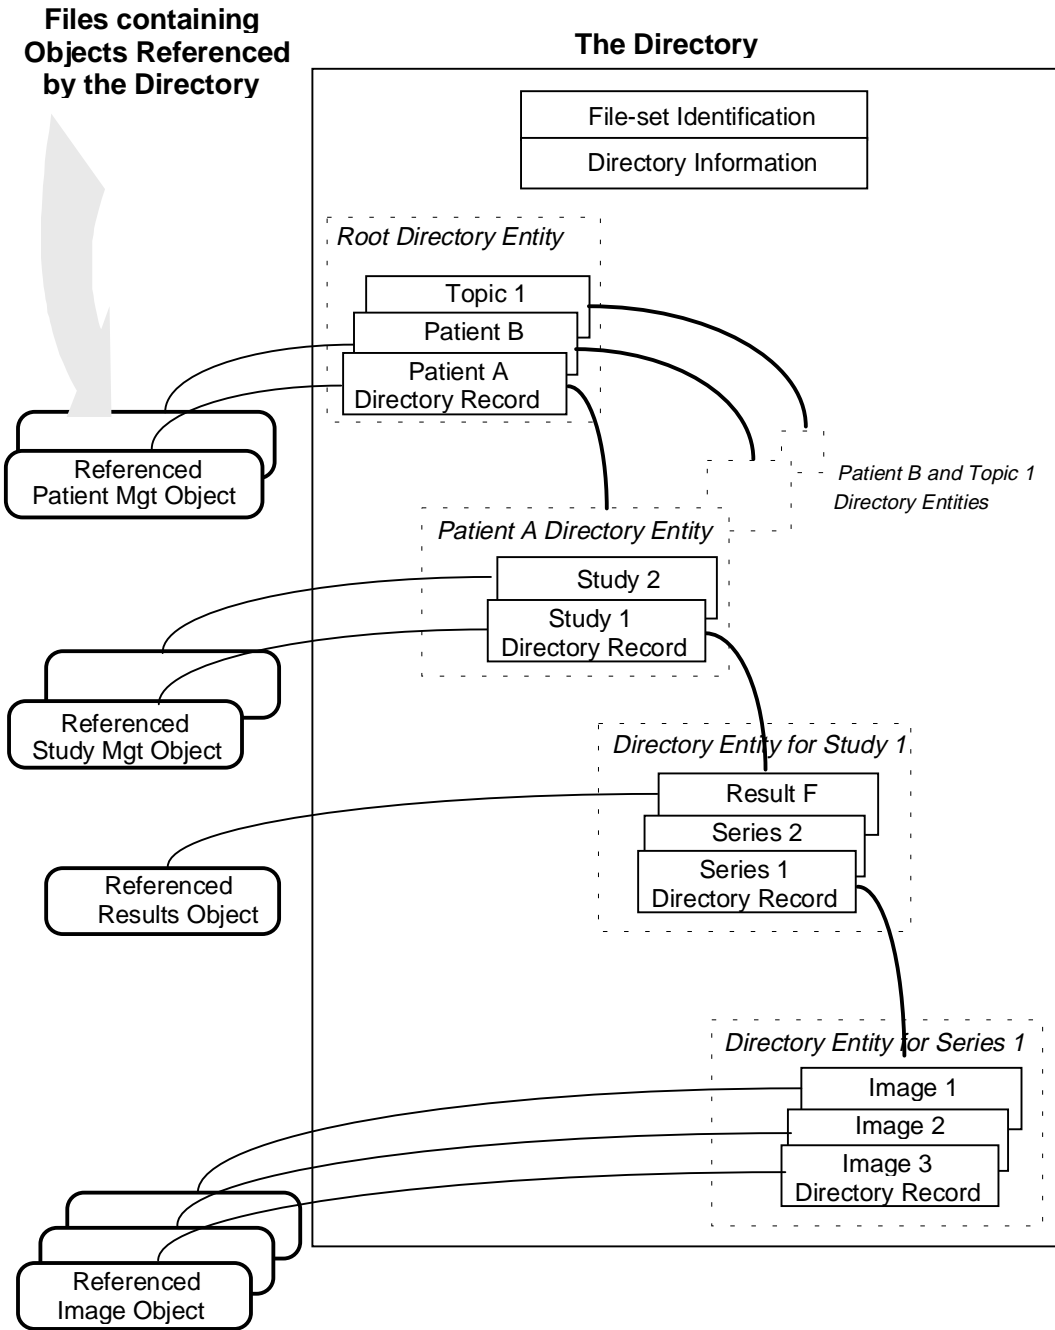 Files containing
Objects Referenced
by the Directory
The Directory
File-set Identification
Directory Information
Root Directory Entity
Topic 1
Patient B
Patient A
Directory Record
Referenced
Patient Mgt Object
Patient B and Topic 1
Directory Entities
Patient A Directory Entity
Study 2
Study 1
Directory Record
Referenced
Study Mgt Object
Directory Entity for Study 1
Result F
Series 2
Series 1
Directory Record
Referenced
Results Object
Directory Entity for Series 1
Image 1
Image 2
Image 3
Directory Record
Referenced
Image Object